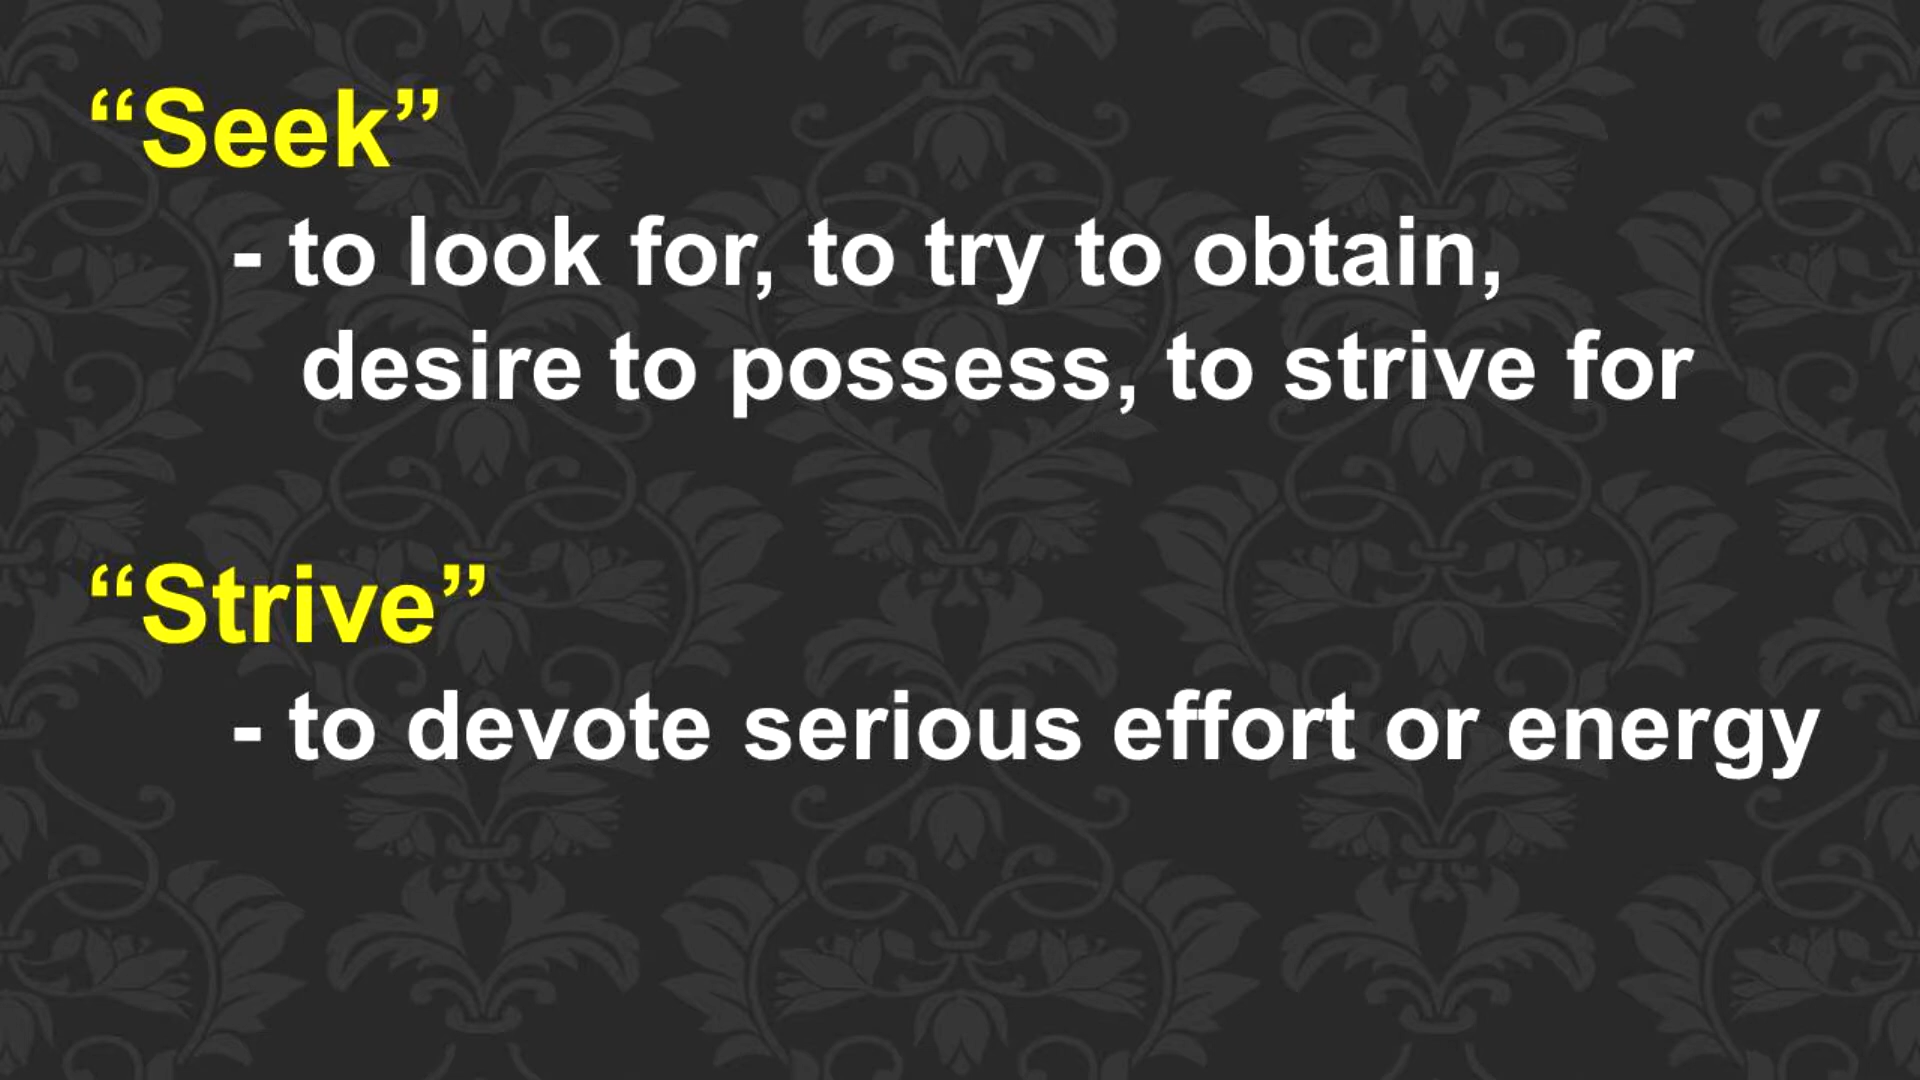 “Seek”
- to look for, to try to obtain,
desire to possess, to strive for
“Strive”
- to devote serious effort or energy